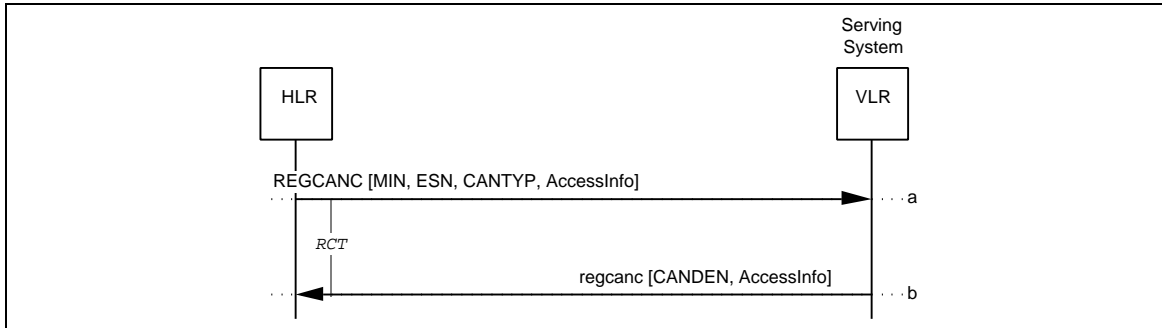 Serving
System
HLR
VLR
REGCANC [MIN, ESN, CANTYP, AccessInfo]
a
RCT
regcanc [CANDEN, AccessInfo]
b